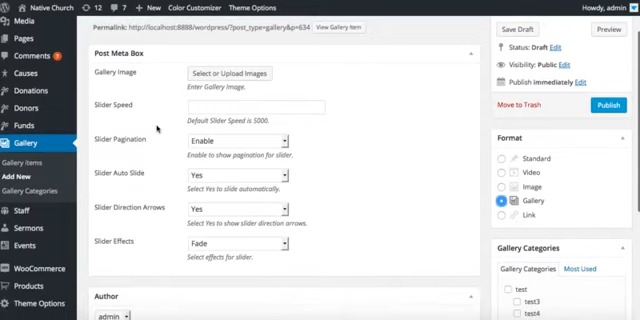 Native Church 12 7 New Color Customizer Theme Options Howdy, admin
Media
Pages
Comments
Causes
Donations
Donors
Funds
Gallery
Gallery items
Add New
Gallery Categories
Staff
Sermons
Events
WooCommerce
Products
Theme Options
Permalink: http://localhost:8888/wordpress/?post_type=gallery&p=634 View Gallery Item
Post Meta Box
Gallery Image Select or Upload Images
Enter Gallery Image.
Slider Speed
Default Slider Speed is 5000.
Slider Pagination Enable
Enable to show pagination for slider.
Slider Auto Slide Yes
Select Yes to slide automatically.
Slider Direction Arrows Yes
Select Yes to show slider direction arrows.
Slider Effects Fade
Select effects for slider.
Author
admin
Save Draft Preview
Status: Draft Edit
Visibility: Public Edit
Publish immediately Edit
Move to Trash Publish
Format
Standard
Video
Image
Gallery
Link
Gallery Categories
Gallery Categories Most Used
test
test3
test4